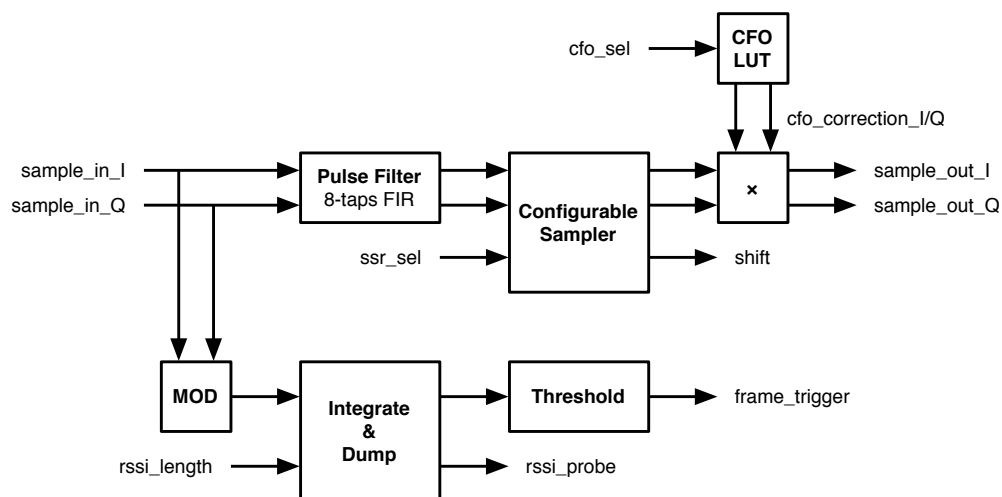 cfo_sel
CFO
LUT
cfo_correction_I/Q
sample_in_I
sample_in_Q
Pulse Filter
8-taps FIR
Configurable
Sampler
×
sample_out_I
sample_out_Q
ssr_sel
shift
MOD
Integrate
&
Dump
Threshold
frame_trigger
rssi_length
rssi_probe